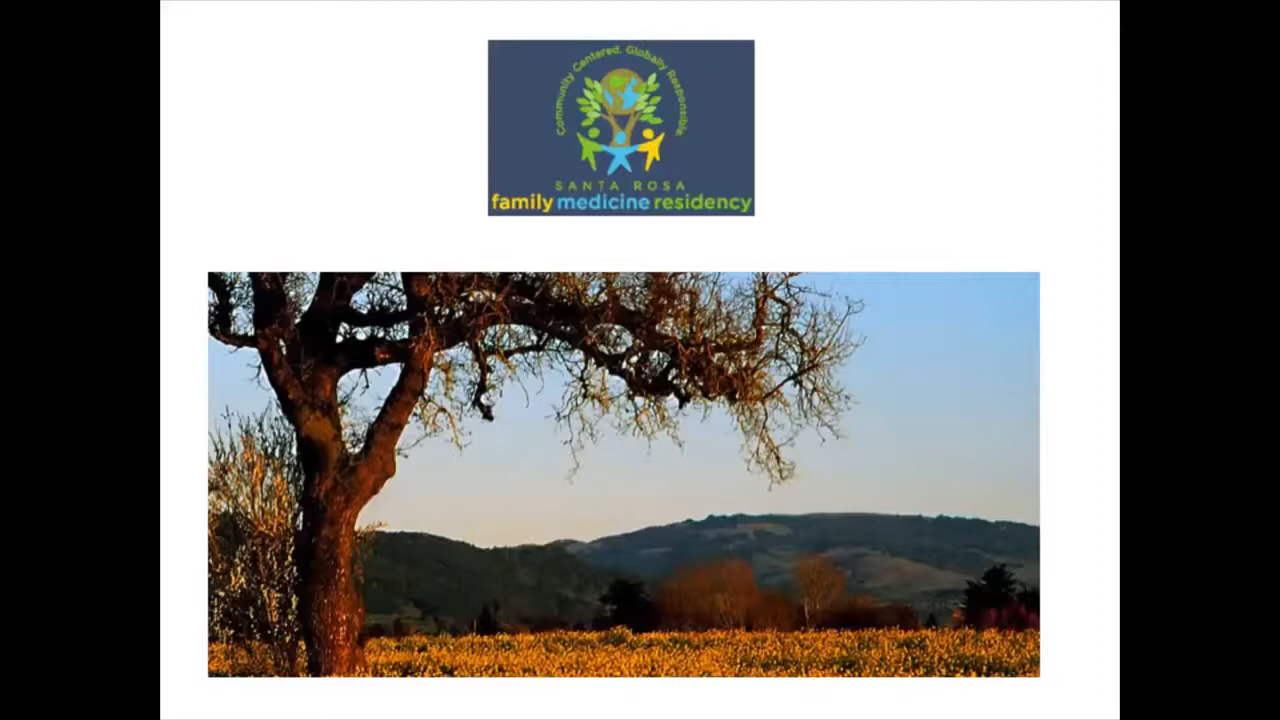 Community Centered. Globally Responsible.
SANTA ROSA
family medicine residency